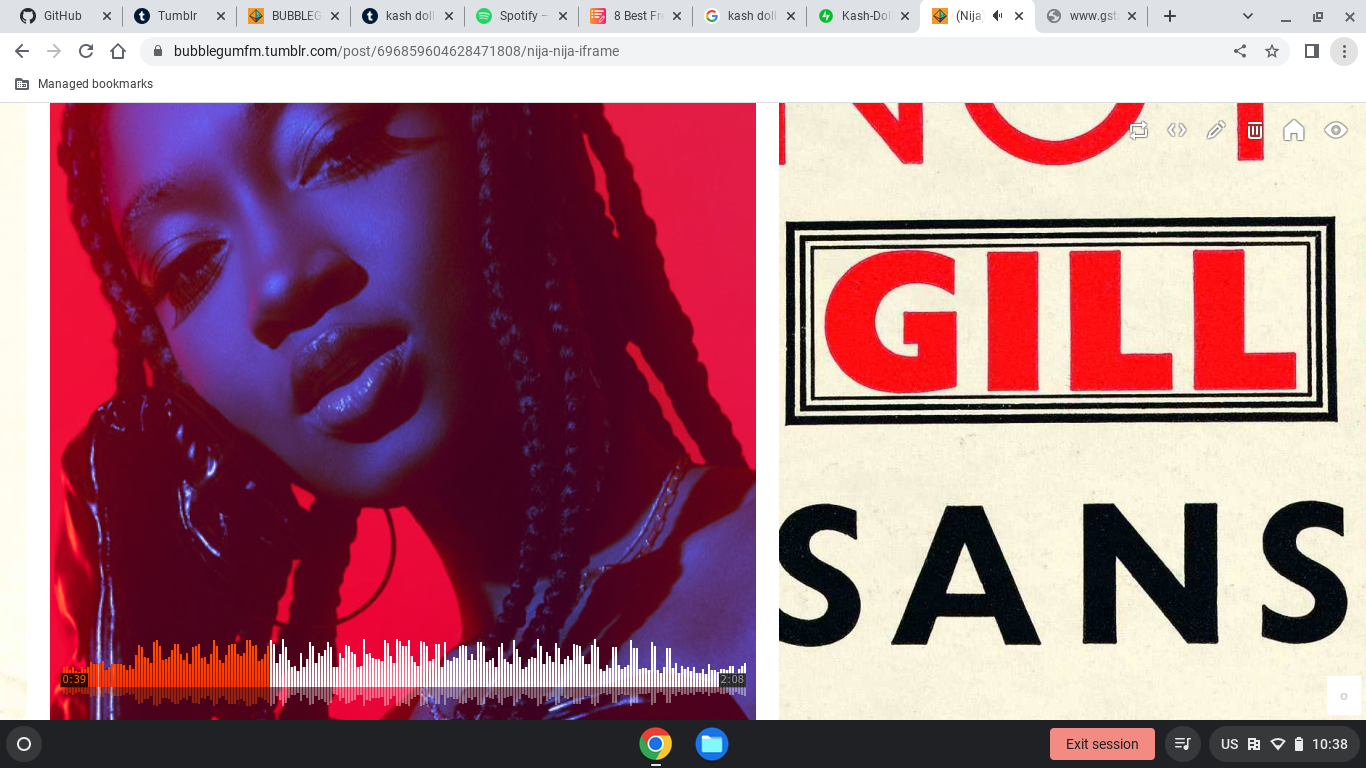 GitHub
Tumblr
BUBBLEG
kash doll
Spotify –
8 Best Fr
kash doll
Kash-Dol
(Nija
www.gst
bubblegumfm.tumblr.com/post/696859604628471808/nija-nija-iframe
Managed bookmarks
NOT
GILL
SANS
0:39
2:08
Exit session
US
10:38